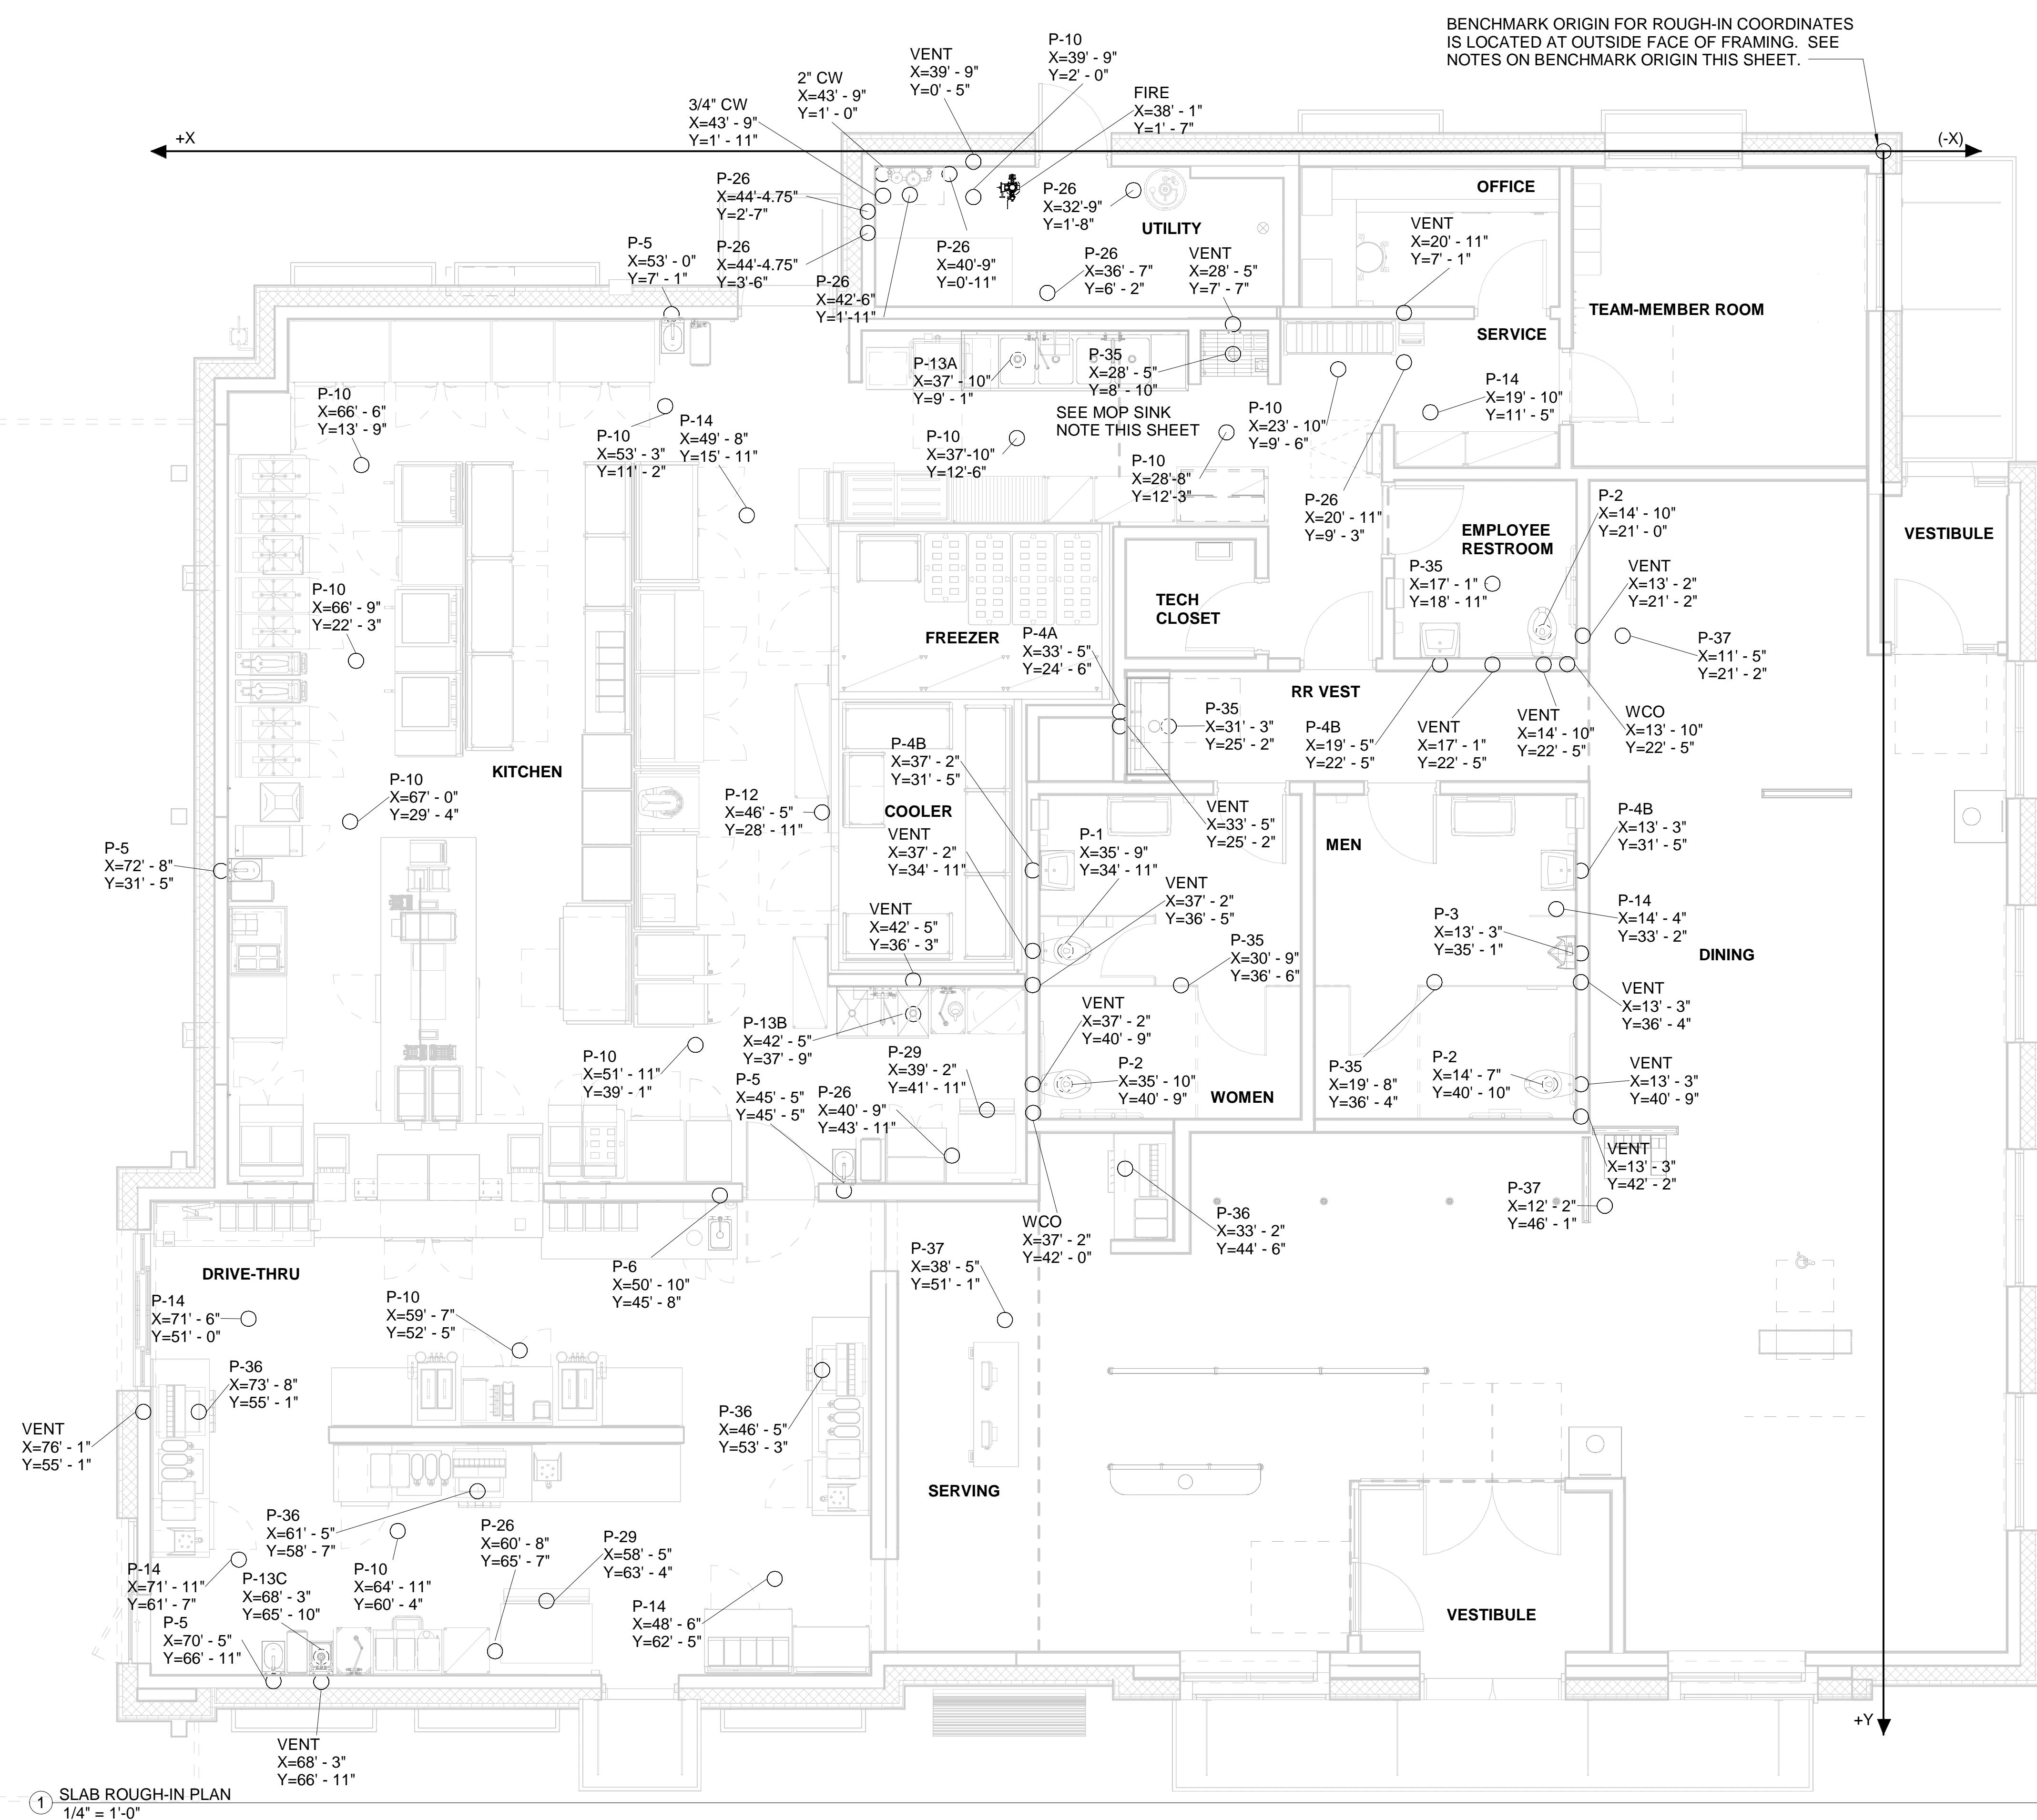 BENCHMARK ORIGIN FOR ROUGH-IN COORDINATES
IS LOCATED AT OUTSIDE FACE OF FRAMING. SEE
NOTES ON BENCHMARK ORIGIN THIS SHEET.
+X
(-X)
3/4" CW
X=43' - 9"
Y=1' - 11"
2" CW
X=43' - 9"
Y=1' - 0"
VENT
X=39' - 9"
Y=0' - 5"
P-10
X=39' - 9"
Y=2' - 0"
FIRE
X=38' - 1"
Y=1' - 7"
P-26
X=44'-4.75"
Y=2'-7"
P-26
X=44'-4.75"
Y=3'-6"
P-26
X=42'-6"
Y=1'-11"
P-26
X=40'-9"
Y=0'-11"
P-26
X=32'-9"
Y=1'-8"
UTILITY
P-26
X=36' - 7"
Y=6' - 2"
VENT
X=28' - 5"
Y=7' - 7"
OFFICE
VENT
X=20' - 11"
Y=7' - 1"
TEAM-MEMBER ROOM
SERVICE
P-5
X=53' - 0"
Y=7' - 1"
P-13A
X=37' - 10"
Y=9' - 1"
P-35
X=28' - 5"
Y=8' - 10"
SEE MOP SINK
NOTE THIS SHEET
P-14
X=19' - 10"
Y=11' - 5"
P-10
X=66' - 6"
Y=13' - 9"
P-10
X=53' - 3"
Y=11' - 2"
P-14
X=49' - 8"
Y=15' - 11"
P-10
X=37'-10"
Y=12'-6"
P-10
X=28'-8"
Y=12'-3"
P-10
X=23' - 10"
Y=9' - 6"
P-26
X=20' - 11"
Y=9' - 3"
EMPLOYEE
RESTROOM
P-2
X=14' - 10"
Y=21' - 0"
VESTIBULE
P-35
X=17' - 1"
Y=18' - 11"
VENT
X=13' - 2"
Y=21' - 2"
P-37
X=11' - 5"
Y=21' - 2"
P-10
X=66' - 9"
Y=22' - 3"
TECH
CLOSET
FREEZER
P-4A
X=33' - 5"
Y=24' - 6"
RR VEST
P-35
X=31' - 3"
Y=25' - 2"
P-4B
X=19' - 5"
Y=22' - 5"
VENT
X=17' - 1"
Y=22' - 5"
VENT
X=14' - 10"
Y=22' - 5"
WCO
X=13' - 10"
Y=22' - 5"
KITCHEN
P-4B
X=37' - 2"
Y=31' - 5"
P-10
X=67' - 0"
Y=29' - 4"
P-12
X=46' - 5"
Y=28' - 11"
COOLER
VENT
X=37' - 2"
Y=34' - 11"
P-1
X=35' - 9"
Y=34' - 11"
VENT
X=33' - 5"
Y=25' - 2"
MEN
P-4B
X=13' - 3"
Y=31' - 5"
P-5
X=72' - 8"
Y=31' - 5"
VENT
X=37' - 2"
Y=36' - 5"
VENT
X=42' - 5"
Y=36' - 3"
P-35
X=30' - 9"
Y=36' - 6"
P-3
X=13' - 3"
Y=35' - 1"
P-14
X=14' - 4"
Y=33' - 2"
DINING
VENT
X=13' - 3"
Y=36' - 4"
P-13B
X=42' - 5"
Y=37' - 9"
VENT
X=37' - 2"
Y=40' - 9"
P-10
X=51' - 11"
Y=39' - 1"
P-5
X=45' - 5"
Y=45' - 5"
P-29
X=39' - 2"
Y=41' - 11"
P-26
X=40' - 9"
Y=43' - 11"
P-2
X=35' - 10"
Y=40' - 9"
WOMEN
P-35
X=19' - 8"
Y=36' - 4"
P-2
X=14' - 7"
Y=40' - 10"
VENT
X=13' - 3"
Y=40' - 9"
VENT
X=13' - 3"
Y=42' - 2"
P-37
X=12' - 2"
Y=46' - 1"
WCO
X=37' - 2"
Y=42' - 0"
P-36
X=33' - 2"
Y=44' - 6"
DRIVE-THRU
P-6
X=50' - 10"
Y=45' - 8"
P-37
X=38' - 5"
Y=51' - 1"
P-14
X=71' - 6"
Y=51' - 0"
P-10
X=59' - 7"
Y=52' - 5"
P-36
X=73' - 8"
Y=55' - 1"
VENT
X=76' - 1"
Y=55' - 1"
P-36
X=46' - 5"
Y=53' - 3"
SERVING
P-36
X=61' - 5"
Y=58' - 7"
P-26
X=60' - 8"
Y=65' - 7"
P-29
X=58' - 5"
Y=63' - 4"
P-14
X=71' - 11"
Y=61' - 7"
P-13C
X=68' - 3"
Y=65' - 10"
P-10
X=64' - 11"
Y=60' - 4"
P-5
X=70' - 5"
Y=66' - 11"
P-14
X=48' - 6"
Y=62' - 5"
VESTIBULE
+Y
VENT
X=68' - 3"
Y=66' - 11"
1 SLAB ROUGH-IN PLAN
1/4" = 1'-0"